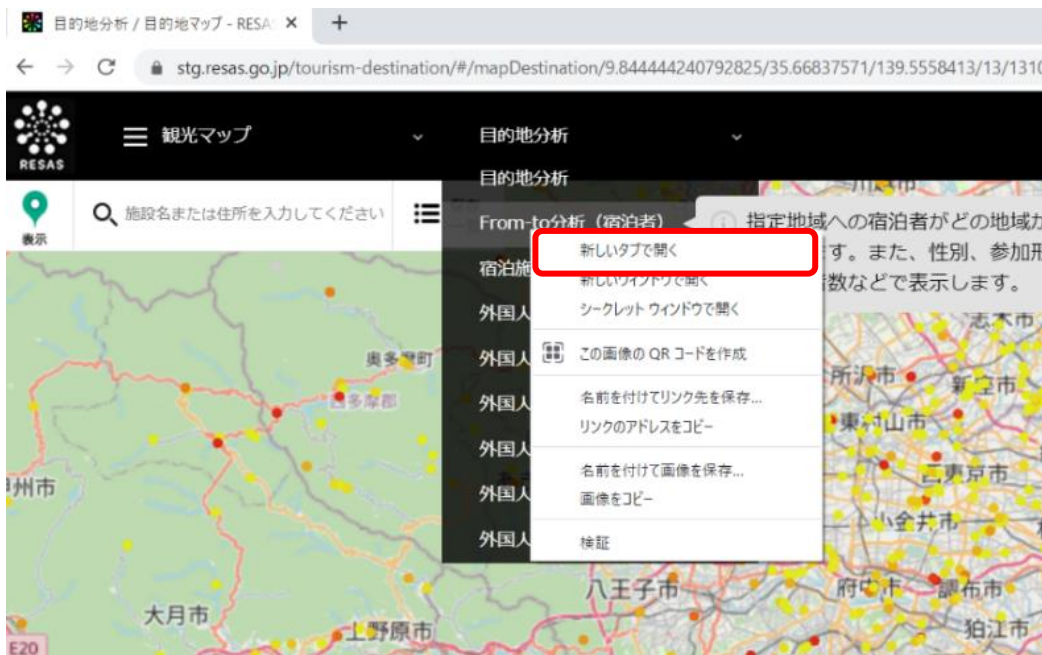 目的地分析 / 目的地マップ - RESA
stg.resas.go.jp/tourism-destination/#/mapDestination/9.844444240792825/35.66837571/139.5558413/13/1310
RESAS
観光マップ
目的地分析
目的地分析
表示
施設名または住所を入力してください
From-to分析（宿泊者）
指定地域への宿泊者がどの地域か
新しいタブで開く
す。また、性別、参加形
宿泊施
新しいウィンドウで開く
数などで表示します。
外国人
シークレット ウィンドウで開く
志木市
外国人
この画像の QR コードを作成
奥多摩町
所沢市
新座市
外国人
名前を付けてリンク先を保存...
西多摩郡
リンクのアドレスをコピー
東村山市
外国人
名前を付けて画像を保存...
州市
外国人
画像をコピー
小金井市
外国人
検証
八王子市
府中市
調布市
大月市
上野原市
狛江市
E20